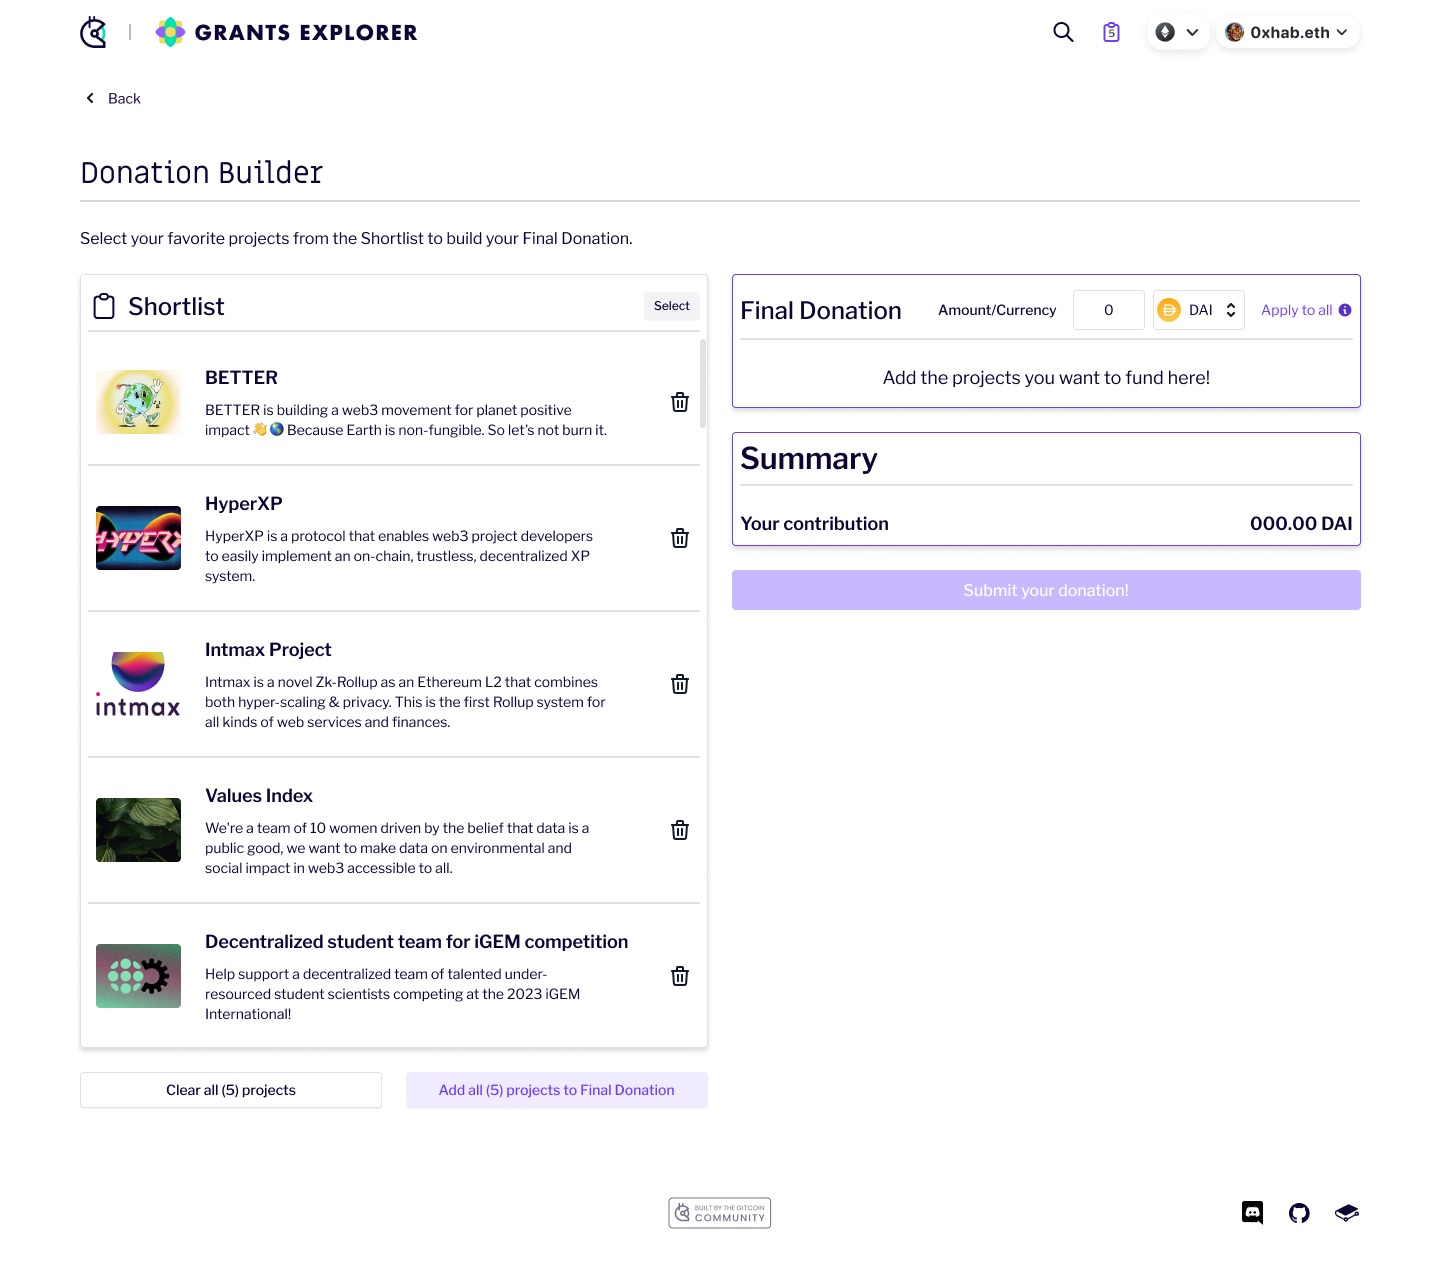 GRANTS EXPLORER
5
0xhab.eth
Back
Donation Builder
Select your favorite projects from the Shortlist to build your Final Donation.
Shortlist
Select
BETTER
BETTER is building a web3 movement for planet positive
impact 👋🌎 Because Earth is non-fungible. So let's not burn it.
HYPERX
HyperXP
HyperXP is a protocol that enables web3 project developers
to easily implement an on-chain, trustless, decentralized XP
system.
intmax
Intmax Project
Intmax is a novel Zk-Rollup as an Ethereum L2 that combines
both hyper-scaling & privacy. This is the first Rollup system for
all kinds of web services and finances.
Values Index
We're a team of 10 women driven by the belief that data is a
public good, we want to make data on environmental and
social impact in web3 accessible to all.
Decentralized student team for iGEM competition
Help support a decentralized team of talented under-
resourced student scientists competing at the 2023 iGEM
International!
Clear all (5) projects
Add all (5) projects to Final Donation
Final Donation
Amount/Currency
0
DAI
Apply to all
Add the projects you want to fund here!
Summary
Your contribution
000.00 DAI
Submit your donation!
BUILT BY THE GITCOIN
COMMUNITY